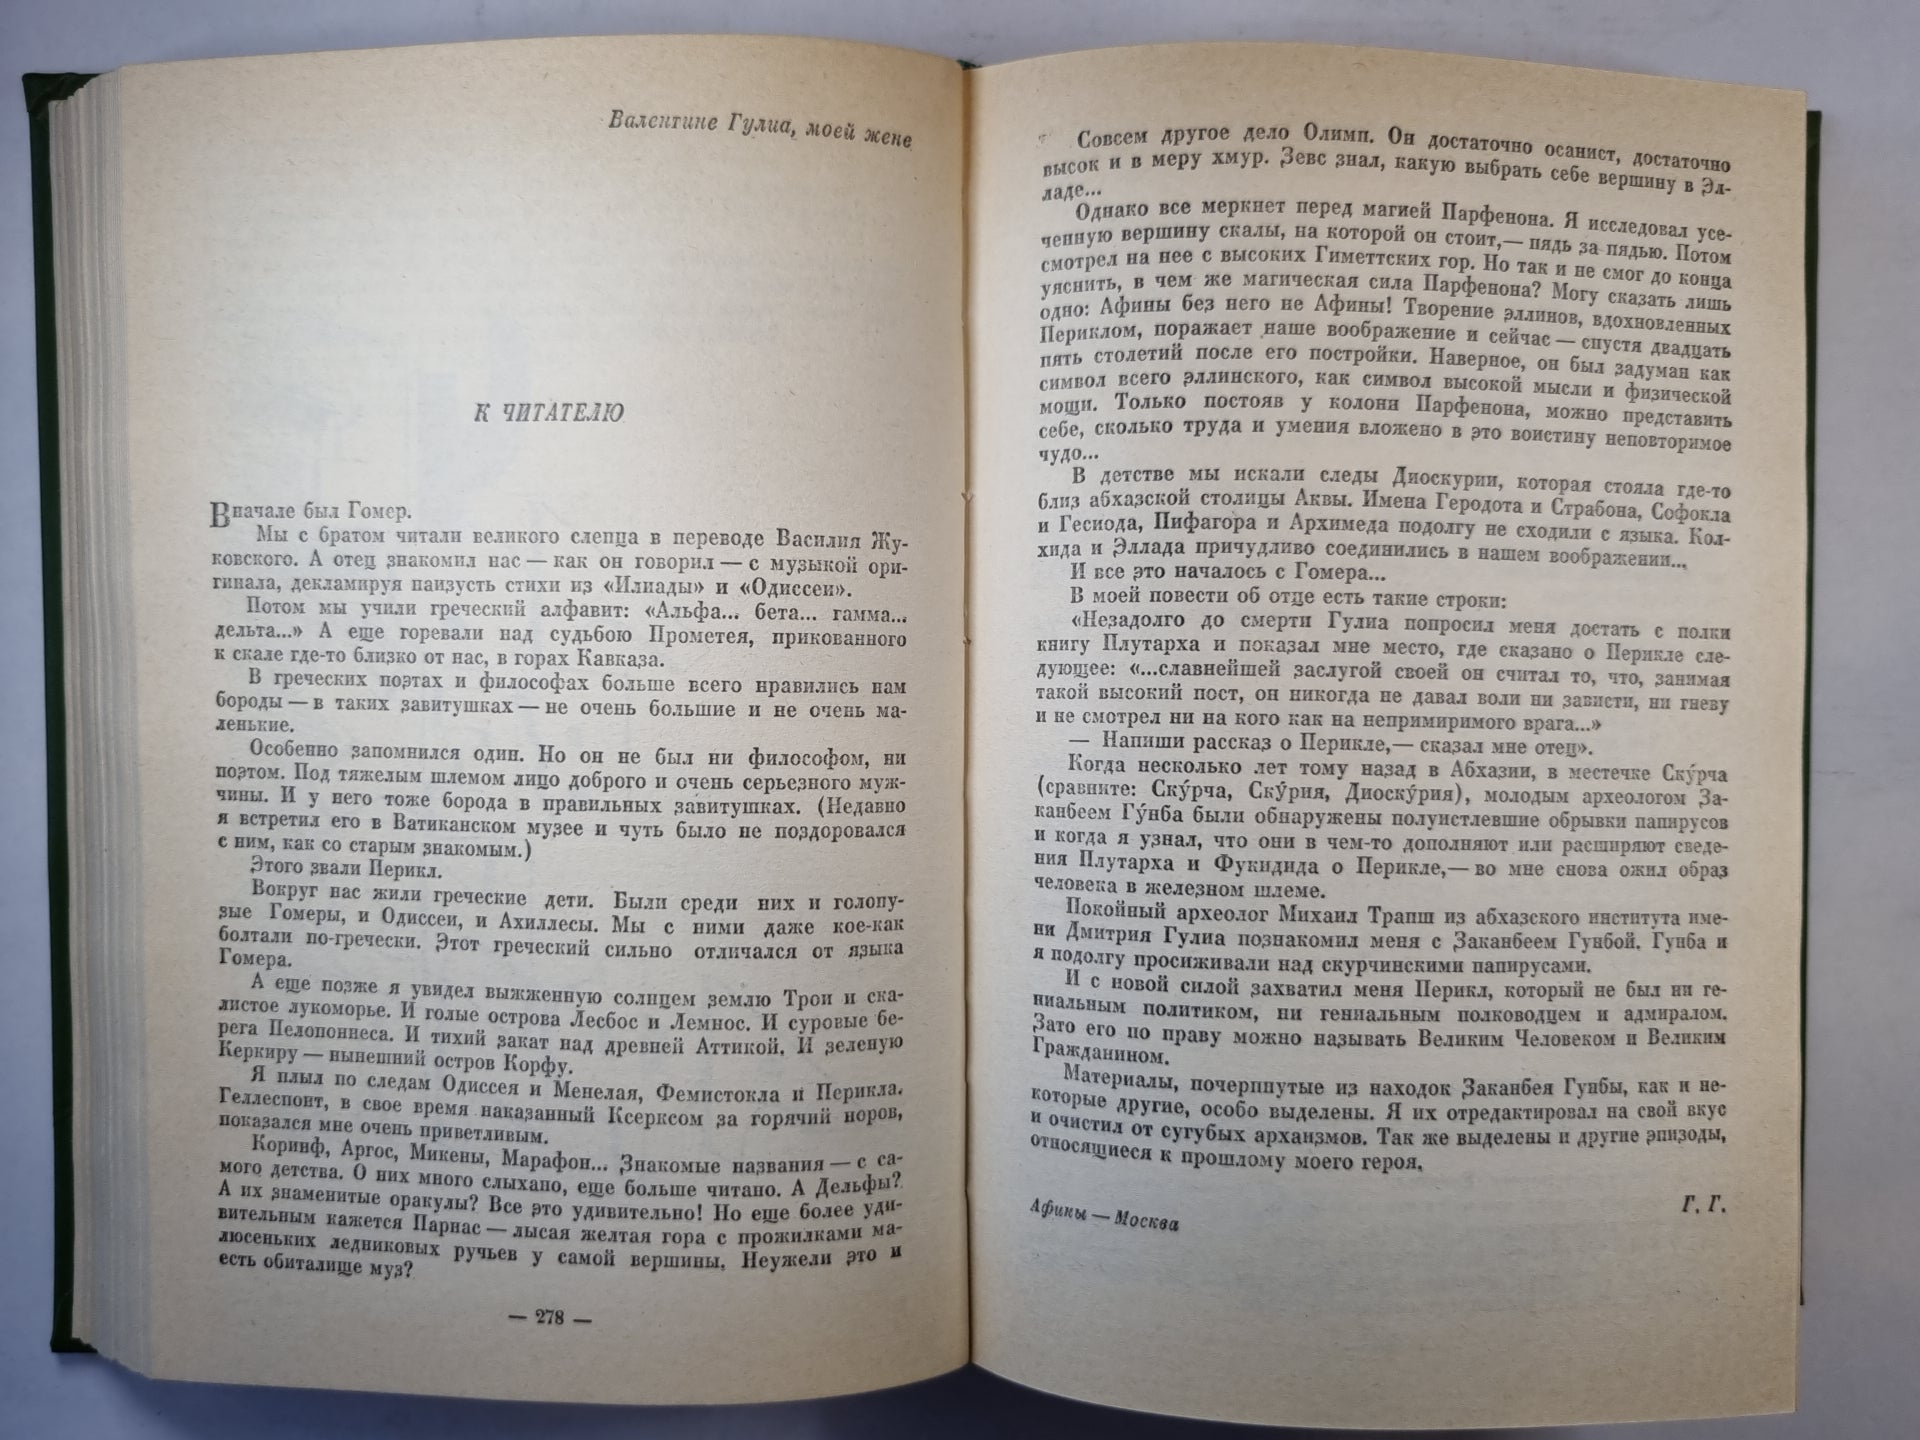 Валентине Гулиа, моей жене
К ЧИТАТЕЛЮ
Вначале был Гомер.
Мы с братом читали великого слепца в переводе Василия Жу-
ковского. А отец знакомил нас — как он говорил — с музыкой ори-
гинала, декламируя наизусть стихи из «Илиады» и «Одиссеи».
Потом мы учили греческий алфавит: «Альфа... бета... гамма...
дельта...» А еще горевали над судьбою Прометея, прикованного
к скале где-то близко от нас, в горах Кавказа.
В греческих поэтах и философах больше всего нравились нам
бороды — в таких завитушках — не очень большие и не очень ма-
ленькие.
Особенно запомнился один. Но он не был ни философом, ни
поэтом. Под тяжелым шлемом лицо доброго и очень серьезного муж-
чины. И у него тоже борода в правильных завитушках. (Недавно
я встретил его в Ватиканском музее и чуть было не поздоровался
с ним, как со старым знакомым.)
Этого звали Перикл.
Вокруг нас жили греческие дети. Были среди них и голопу-
зые Гомеры, и Одиссеи, и Ахиллесы. Мы с ними даже кое-как
болтали по-гречески. Этот греческий сильно отличался от языка
Гомера.
А еще позже я увидел выжженную солнцем землю Трои и ска-
листое лукоморье. И голые острова Лесбос и Лемнос. И суровые бе-
рега Пелопоннеса. И тихий закат над древней Аттикой. И зеленую
Керкиру — нынешний остров Корфу.
Я плыл по следам Одиссея и Менелая, Фемистокла и Перикла.
Геллеспонт, в свое время наказанный Ксерксом за горячий норов,
показался мне очень приветливым.
Коринф, Аргос, Микены, Марафон... Знакомые названия — с са-
мого детства. О них много слыхано, еще больше читано. А Дельфы?
А их знаменитые оракулы? Все это удивительно! Но еще более уди-
вительным кажется Парнас — лысая желтая гора с прожилками ма-
люсеньких ледниковых ручьев у самой вершины. Неужели это и
есть обиталище муз?
— 278 —
Совсем другое дело Олимп. Он достаточно осанист, достаточно
высок и в меру хмур. Зевс знал, какую выбрать себе вершину в Эл-
ладе...
Однако все меркнет перед магией Парфенона. Я исследовал усе-
ченную вершину скалы, на которой он стоит,— пядь за пядью. Потом
смотрел на нее с высоких Гиметтских гор. Но так и не смог до конца
уяснить, в чем же магическая сила Парфенона? Могу сказать лишь
одно: Афины без него не Афины! Творение эллинов, вдохновленных
Периклом, поражает наше воображение и сейчас — спустя двадцать
пять столетий после его постройки. Наверное, он был задуман как
символ всего эллинского, как символ высокой мысли и физической
мощи. Только постояв у колонн Парфенона, можно представить
себе, сколько труда и умения вложено в это воистину неповторимое
чудо...
В детстве мы искали следы Диоскурии, которая стояла где-то
близ абхазской столицы Аквы. Имена Геродота и Страбона, Софокла
и Гесиода, Пифагора и Архимеда подолгу не сходили с языка. Кол-
хида и Эллада причудливо соединились в нашем воображении...
И все это началось с Гомера...
В моей повести об отце есть такие строки:
«Незадолго до смерти Гулиа попросил меня достать с полки
книгу Плутарха и показал мне место, где сказано о Перикле сле-
дующее: «...славнейшей заслугой своей он считал то, что, занимая
такой высокий пост, он никогда не давал воли ни зависти, ни гневу
и не смотрел ни на кого как на непримиримого врага...»
— Напиши рассказ о Перикле,— сказал мне отец».
Когда несколько лет тому назад в Абхазии, в местечке Ску́рча
(сравните: Ску́рча, Ску́рия, Диоску́рия), молодым археологом За-
канбеем Гу́нба были обнаружены полуистлевшие обрывки папирусов
и когда я узнал, что они в чем-то дополняют или расширяют сведе-
ния Плутарха и Фукидида о Перикле,— во мне снова ожил образ
человека в железном шлеме.
Покойный археолог Михаил Трапш из абхазского института име-
ни Дмитрия Гулиа познакомил меня с Заканбеем Гунбой. Гунба и
я подолгу просиживали над скурчинскими папирусами.
И с новой силой захватил меня Перикл, который не был ни ге-
ниальным политиком, ни гениальным полководцем и адмиралом.
Зато его по праву можно называть Великим Человеком и Великим
Гражданином.
Материалы, почерпнутые из находок Заканбея Гунбы, как и не-
которые другие, особо выделены. Я их отредактировал на свой вкус
и очистил от сугубых архаизмов. Так же выделены и другие эпизоды,
относящиеся к прошлому моего героя.
Г. Г.
Афины — Москва